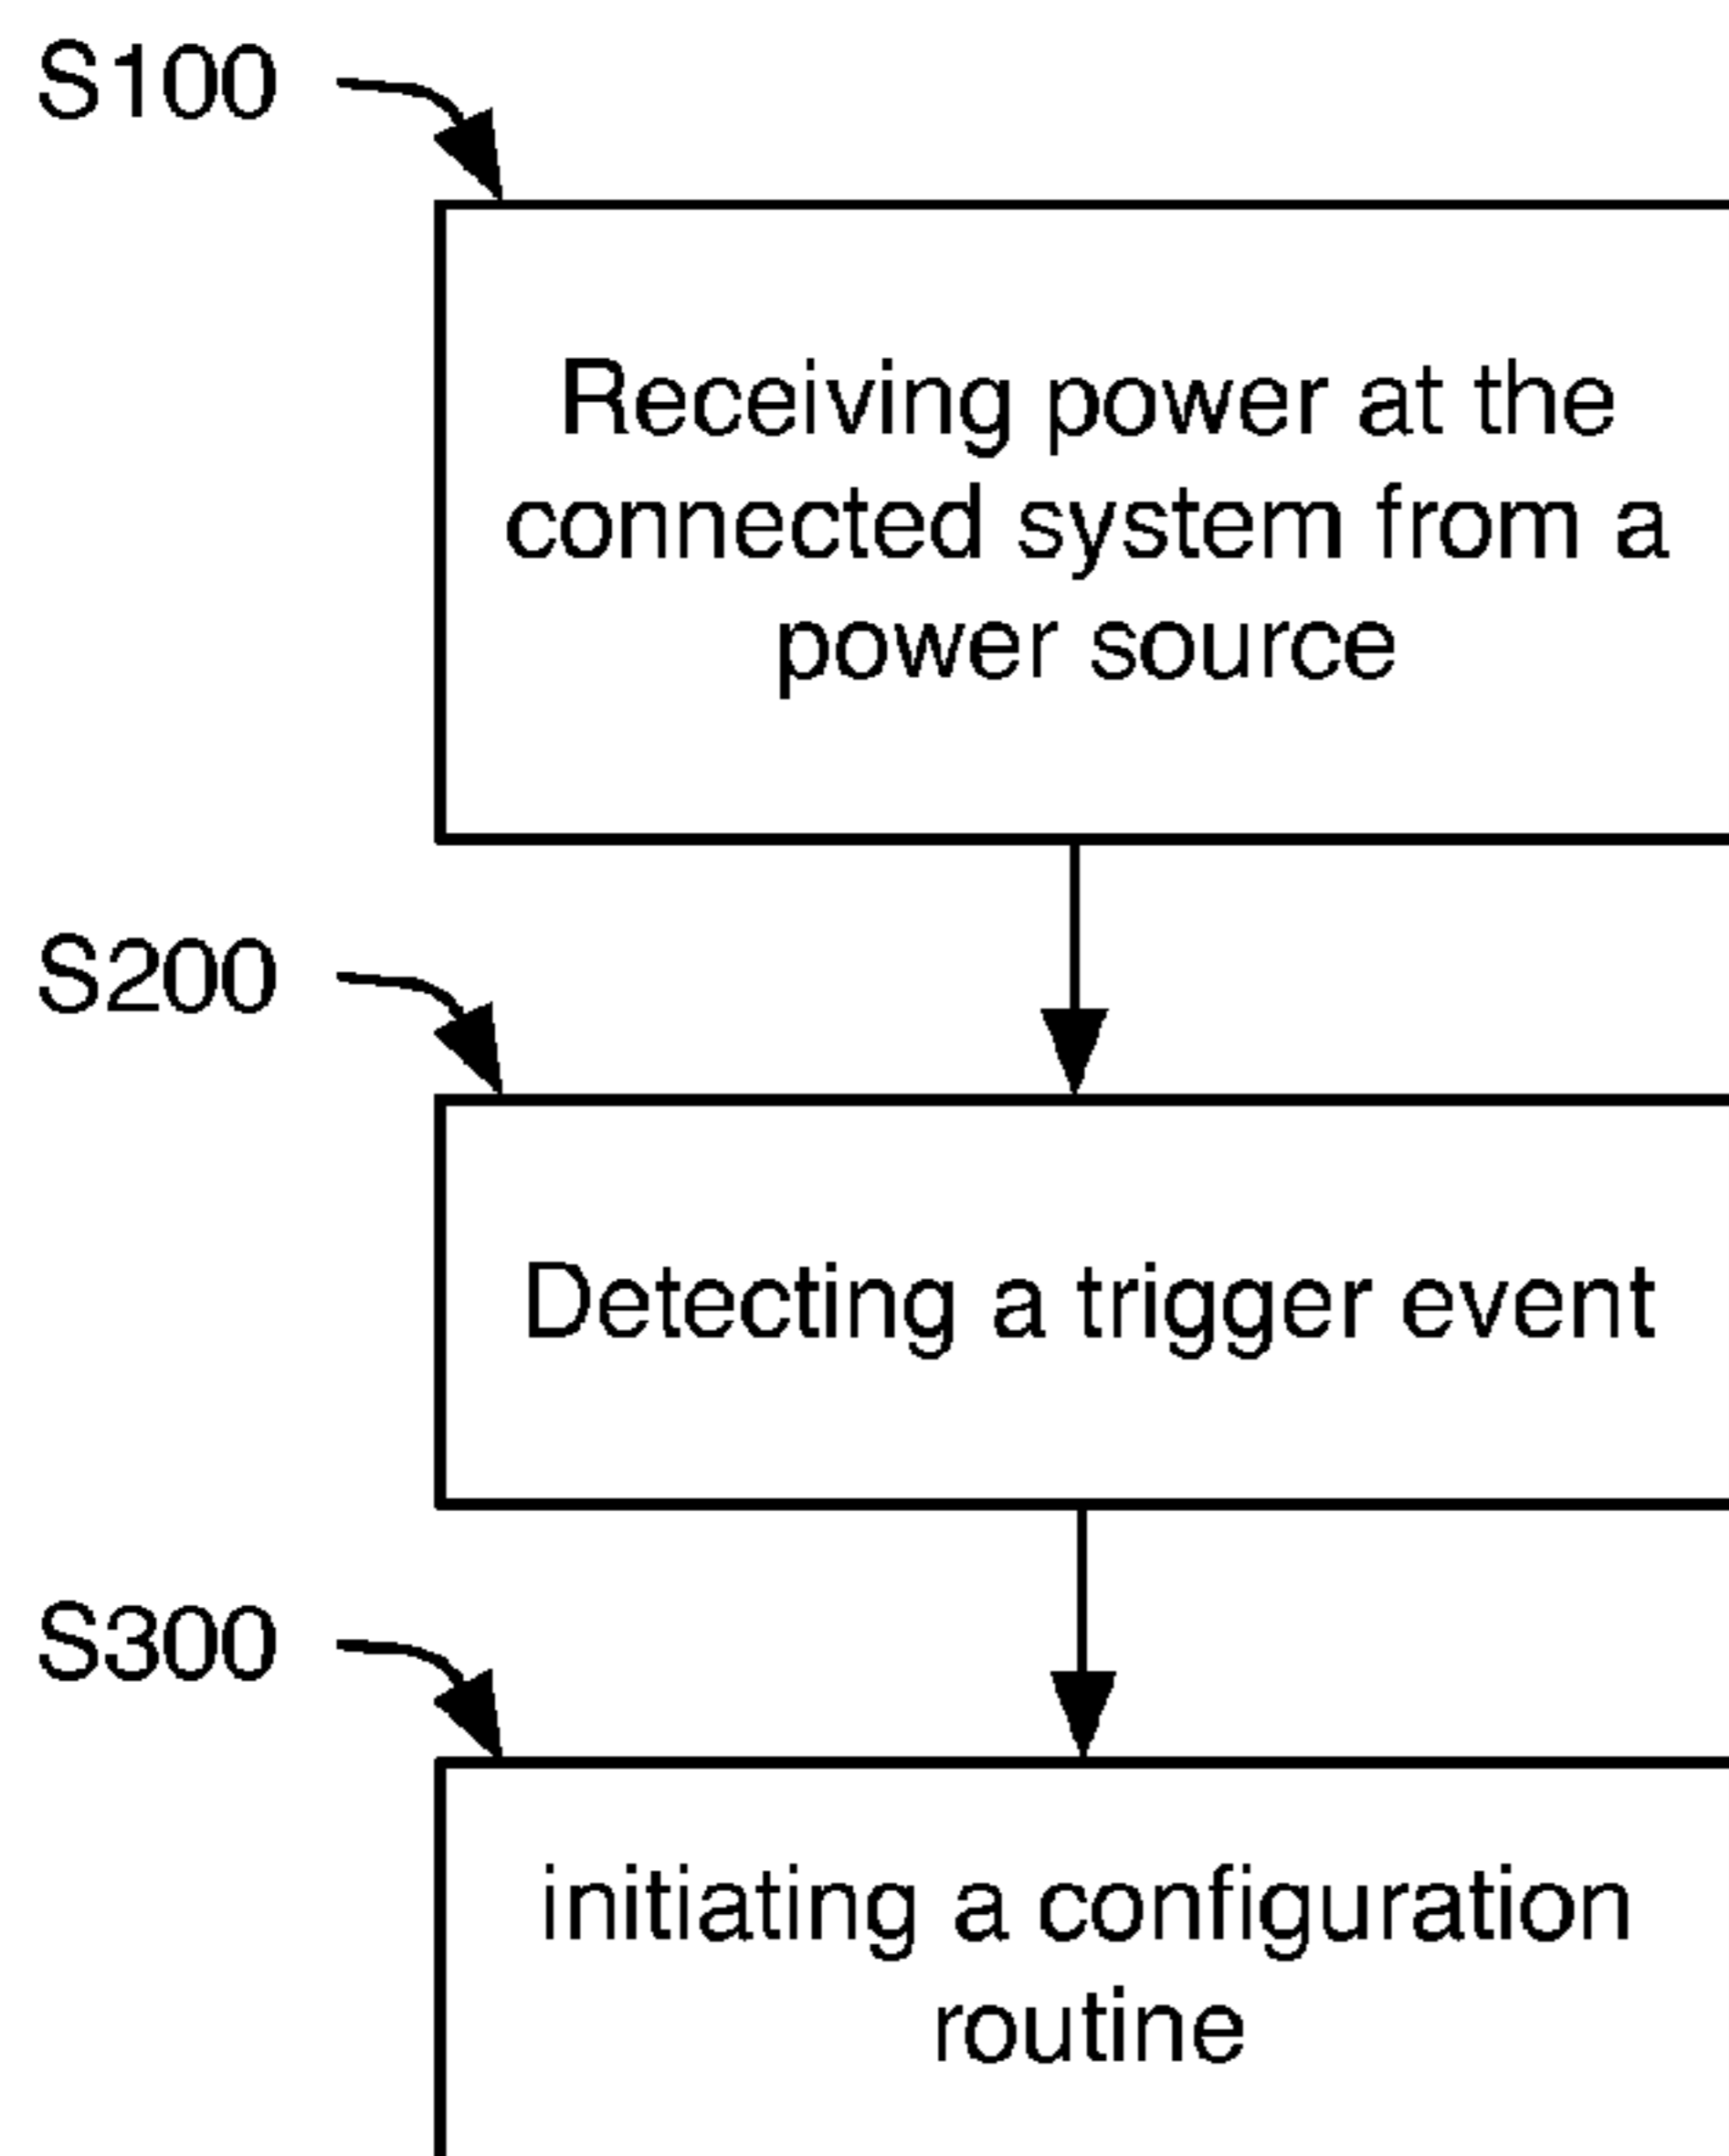 S100
Receiving power at the
connected system from a
power source
S200
Detecting a trigger event
S300
initiating a configuration
routine